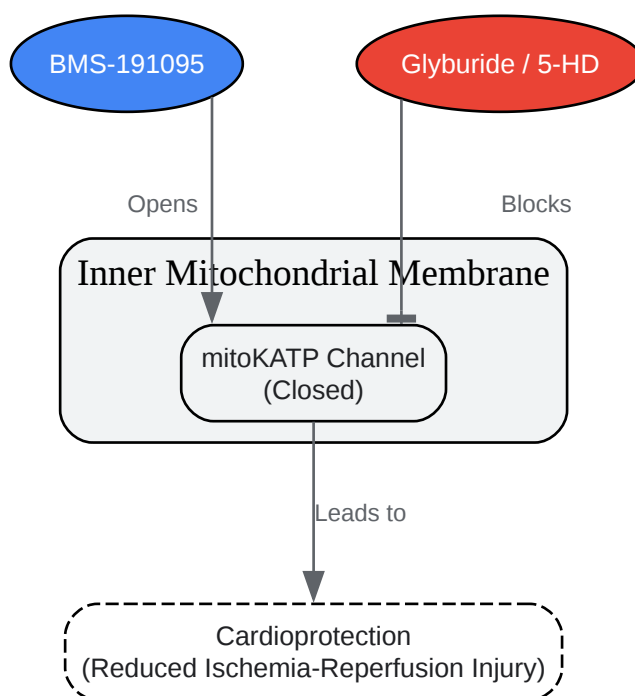 BMS-191095
Glyburide / 5-HD
Opens
Blocks
Inner Mitochondrial Membrane
mitoKATP Channel
(Closed)
Leads to
Cardioprotection
(Reduced Ischemia-Reperfusion Injury)